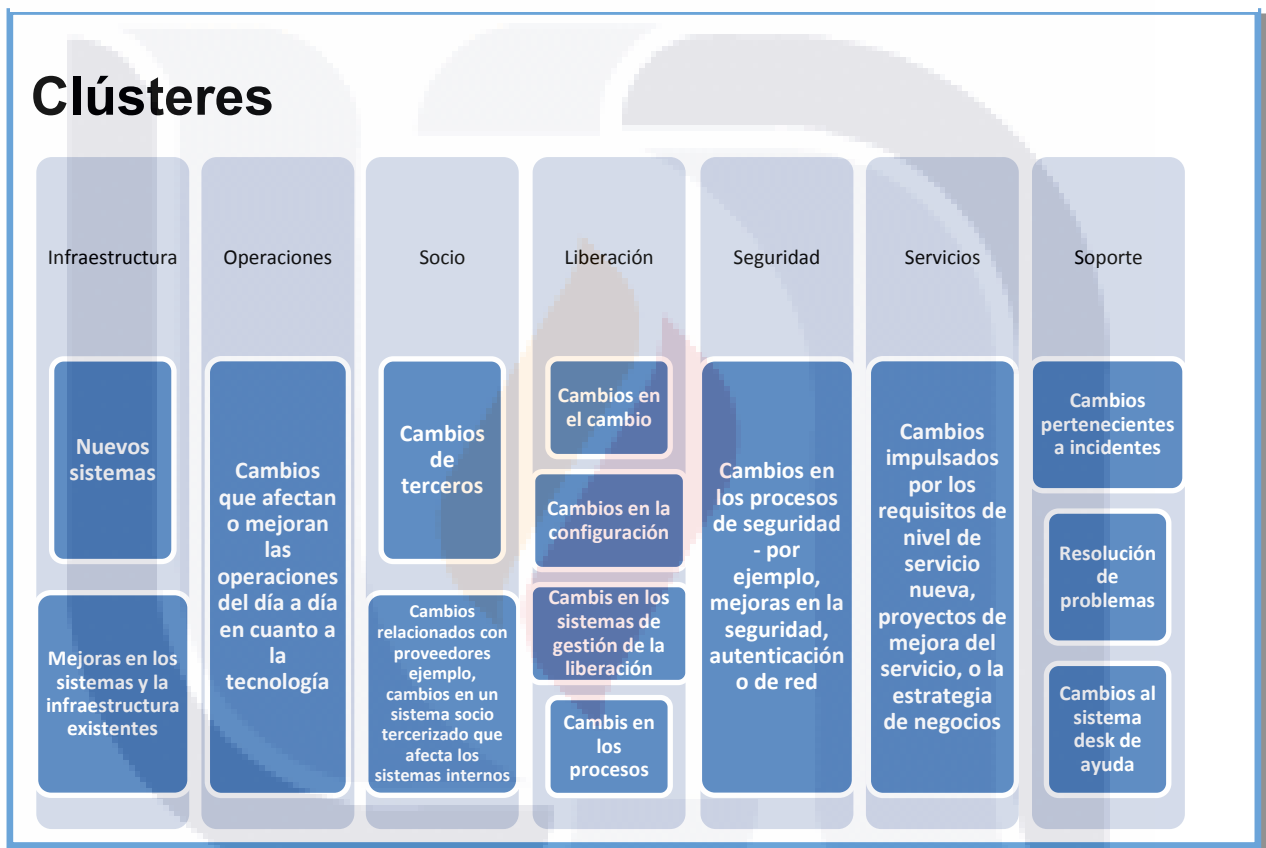 Clústeres
Infraestructura
Nuevos
sistemas
Mejoras en los
sistemas y la
infraestructura
existentes
Operaciones
Cambios
que afectan
o mejoran
las
operaciones
del día a día
en cuanto a
la
tecnología
Socio
Cambios
de
terceros
Cambios
relacionados con
proveedores
ejemplo,
cambios en un
sistema socio
tercerizado que
afecta los
sistemas internos
Liberación
Cambios en
el cambio
Cambios en la
configuración
Cambis en los
sistemas de
gestión de la
liberación
Cambis en
los
procesos
Seguridad
Cambios en
los procesos
de seguridad
- por
ejemplo,
mejoras en la
seguridad,
autenticación
o de red
Servicios
Cambios
impulsados
por los
requisitos de
nivel de
servicio
nueva,
proyectos de
mejora del
servicio, o la
estrategia
de negocios
Soporte
Cambios
pertenecientes
a incidentes
Resolución
de
problemas
Cambios al
sistema
desk de
ayuda